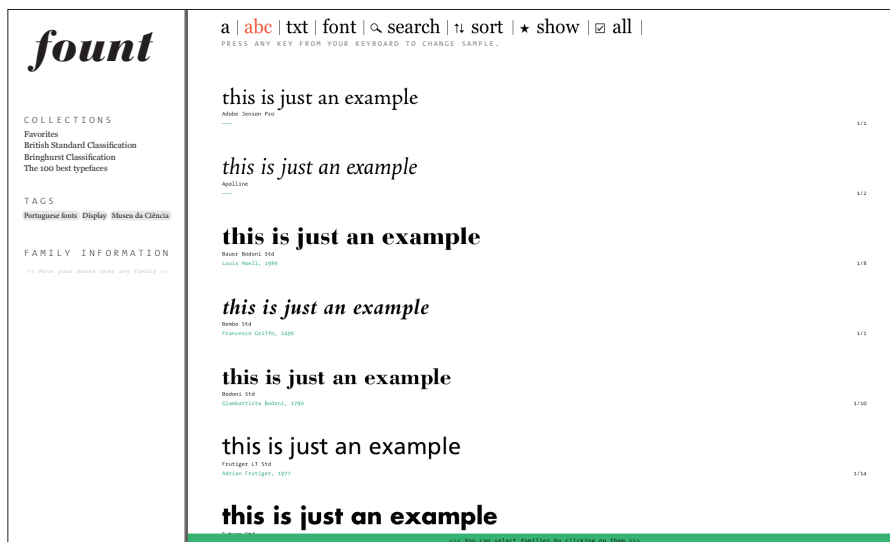 fount
COLLECTIONS
Favorites
British Standard Classification
Bringhurst Classification
The 100 best typefaces
TAGS
Portuguese fonts Display Museu da Ciência
FAMILY INFORMATION
<< Move your mouse over any family >>
a | abc | txt | font | search | sort | ★ show | all |
PRESS ANY KEY FROM YOUR KEYBOARD TO CHANGE SAMPLE.
this is just an example
Adobe Jenson Pro
1/1
this is just an example
Apolline
1/2
this is just an example
Bauer Bodoni Std
Louis Hoell, 1989
1/8
this is just an example
Bembo Std
Francesco Griffo, 1496
1/1
this is just an example
Bodoni Std
Giambattista Bodoni, 1790
1/10
this is just an example
Frutiger LT Std
Adrian Frutiger, 1977
1/14
this is just an example
<<< You can select families by clicking on them >>>